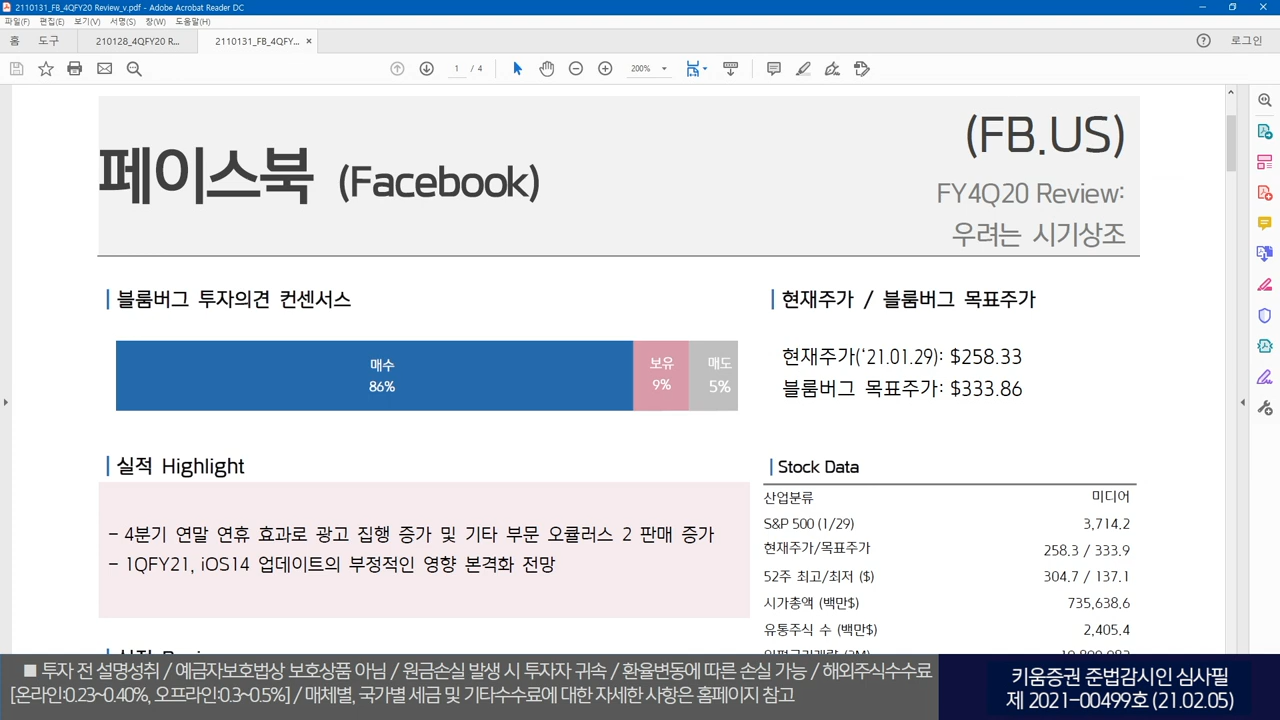 2110131_FB_4QFY20 Review_v.pdf - Adobe Acrobat Reader DC
파일(F) 편집(E) 보기(V) 서명(S) 창(W) 도움말(H)
홈 도구 210128_4QFY20 R... 2110131_FB_4QFY... × 로그인
1 / 4 200%
페이스북 (Facebook)
(FB.US)
FY4Q20 Review:
우려는 시기상조
블룸버그 투자의견 컨센서스
매수 보유 매도
86% 9% 5%
현재주가 / 블룸버그 목표주가
현재주가(‘21.01.29): $258.33
블룸버그 목표주가: $333.86
실적 Highlight
- 4분기 연말 연휴 효과로 광고 집행 증가 및 기타 부문 오큘러스 2 판매 증가
- 1QFY21, iOS14 업데이트의 부정적인 영향 본격화 전망
Stock Data
산업분류 미디어
S&P 500 (1/29) 3,714.2
현재주가/목표주가 258.3 / 333.9
52주 최고/최저 ($) 304.7 / 137.1
시가총액 (백만$) 735,638.6
유통주식 수 (백만$) 2,405.4
■ 투자 전 설명성취 / 예금자보호법상 보호상품 아님 / 원금손실 발생 시 투자자 귀속 / 환율변동에 따른 손실 가능 / 해외주식수수료
[온라인:0.23~0.40%, 오프라인:0.3~0.5%] / 매체별, 국가별 세금 및 기타수수료에 대한 자세한 사항은 홈페이지 참고
키움증권 준법감시인 심사필
제 2021-00499호 (21.02.05)